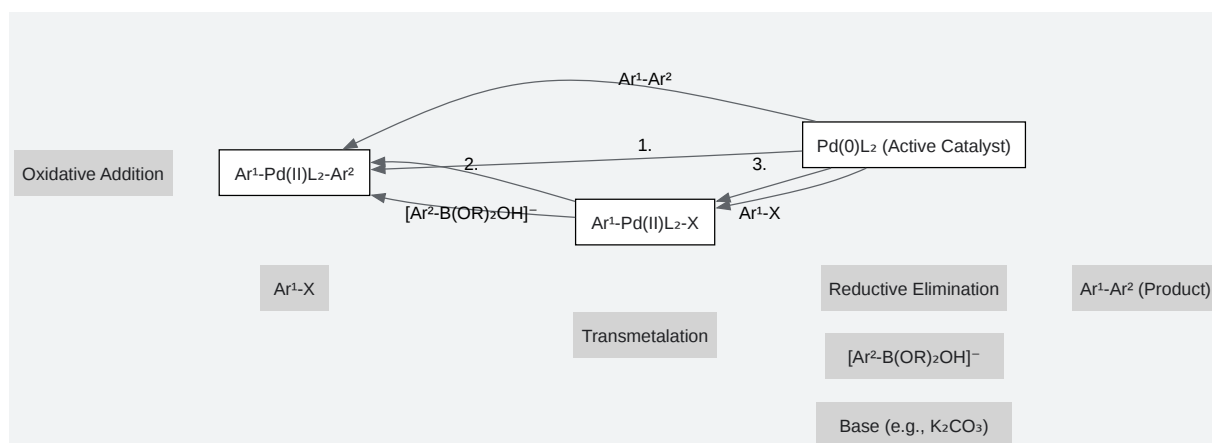 Ar¹-Ar²
1.
Pd(0)L₂ (Active Catalyst)
Oxidative Addition
Ar¹-Pd(II)L₂-Ar²
2.
3.
[Ar²-B(OR)₂OH]⁻
Ar¹-Pd(II)L₂-X
Ar¹-X
Ar¹-X
Reductive Elimination
Ar¹-Ar² (Product)
Transmetalation
[Ar²-B(OR)₂OH]⁻
Base (e.g., K₂CO₃)